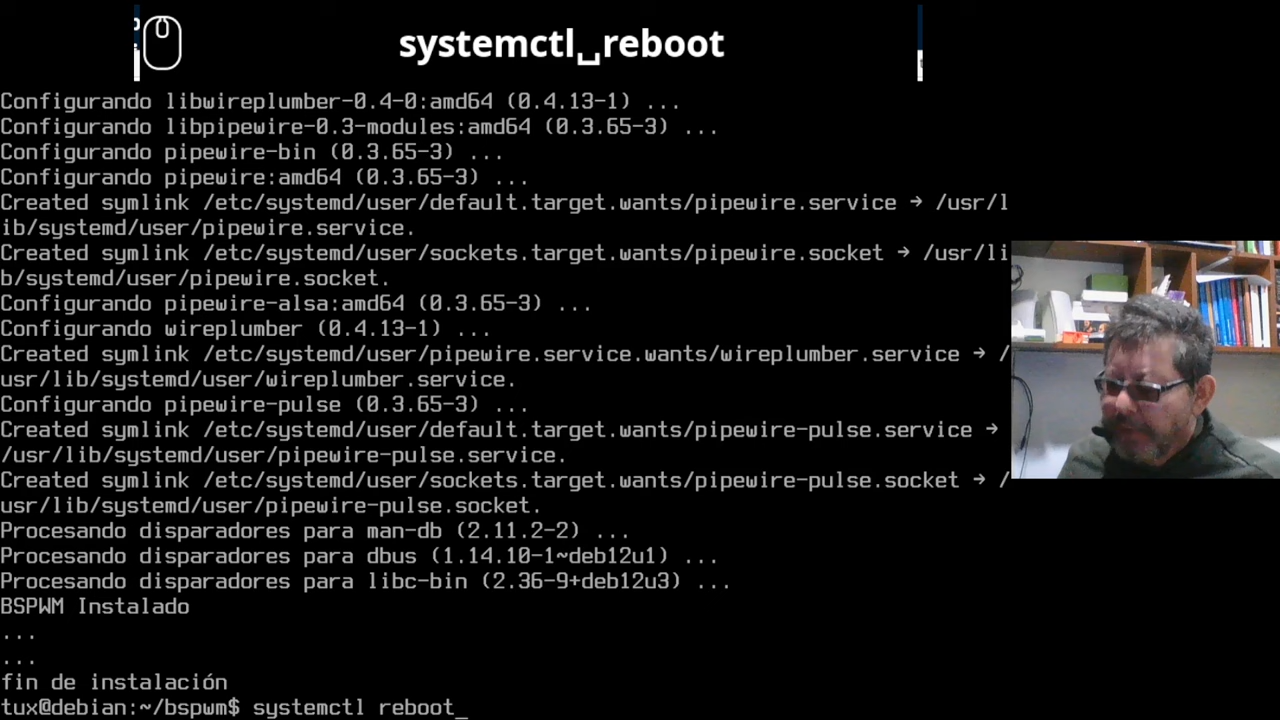 systemctl␣reboot
Configurando libwireplumber-0.4-0:amd64 (0.4.13-1) ...
Configurando libpipewire-0.3-modules:amd64 (0.3.65-3) ...
Configurando pipewire-bin (0.3.65-3) ...
Configurando pipewire:amd64 (0.3.65-3) ...
Created symlink /etc/systemd/user/default.target.wants/pipewire.service → /usr/l
ib/systemd/user/pipewire.service.
Created symlink /etc/systemd/user/sockets.target.wants/pipewire.socket → /usr/li
b/systemd/user/pipewire.socket.
Configurando pipewire-alsa:amd64 (0.3.65-3) ...
Configurando wireplumber (0.4.13-1) ...
Created symlink /etc/systemd/user/pipewire.service.wants/wireplumber.service → /
usr/lib/systemd/user/wireplumber.service.
Configurando pipewire-pulse (0.3.65-3) ...
Created symlink /etc/systemd/user/default.target.wants/pipewire-pulse.service →
/usr/lib/systemd/user/pipewire-pulse.service.
Created symlink /etc/systemd/user/sockets.target.wants/pipewire-pulse.socket → /
usr/lib/systemd/user/pipewire-pulse.socket.
Procesando disparadores para man-db (2.11.2-2) ...
Procesando disparadores para dbus (1.14.10-1~deb12u1) ...
Procesando disparadores para libc-bin (2.36-9+deb12u3) ...
BSPWM Instalado
...
...
fin de instalación
tux@debian:~/bspwm$ systemctl reboot_